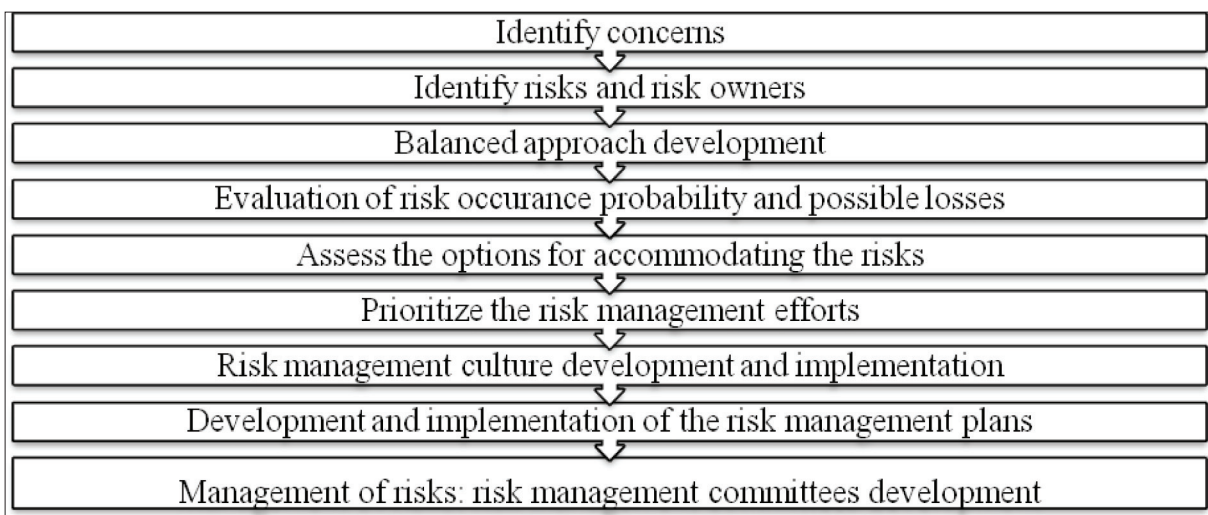 Identify concerns
Identify risks and risk owners
Balanced approach development
Evaluation of risk occurance probability and possible losses
Assess the options for accommodating the risks
Prioritize the risk management efforts
Risk management culture development and implementation
Development and implementation of the risk management plans
Management of risks: risk management committees development